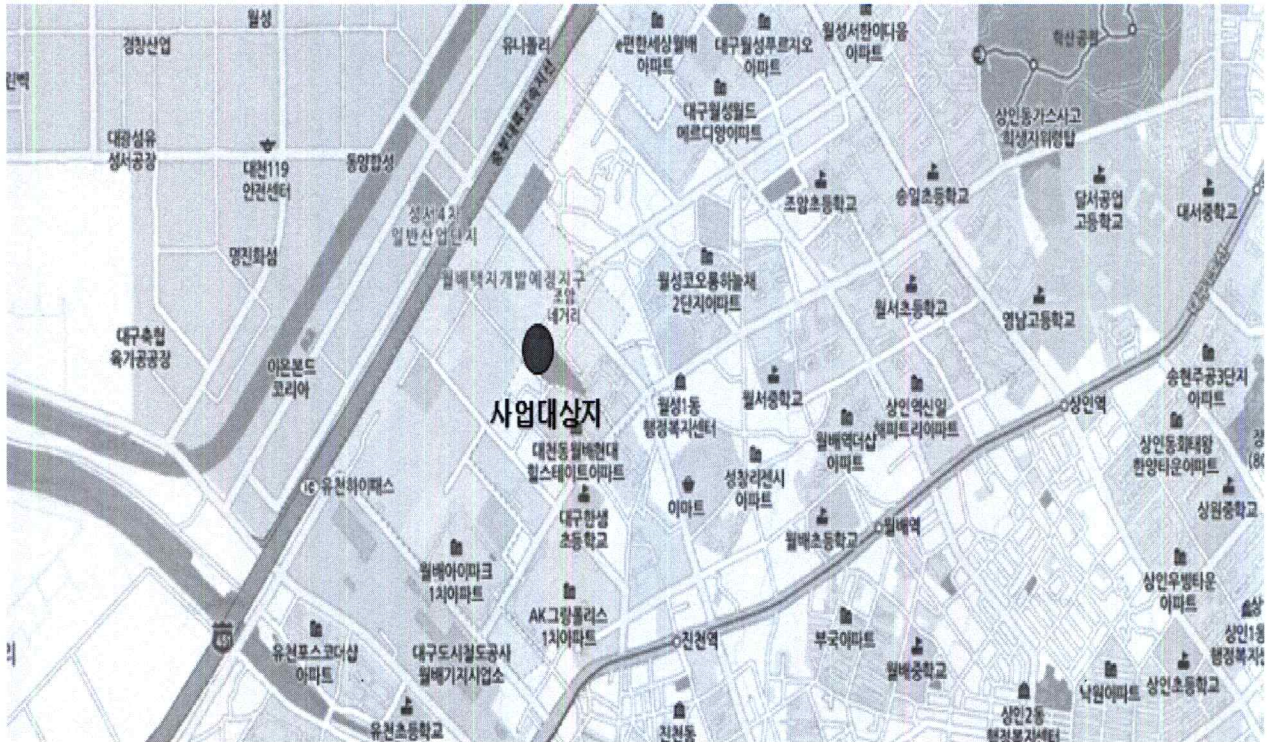 월성
경창산업
유니폴리
e편한세상월배
아파트
대구월성푸르지오
아파트
월성서한이다음
아파트
학산공원
대구월성월드
메르디앙아파트
중부내륙고속지선
상인동가스사고
희생자위령탑
대광섬유
성서공장
대천119
안전센터
동양합성
조암초등학교
송일초등학교
달서공업
고등학교
대서중학교
성서4차
일반산업단지
명진화섬
월배택지개발예정지구
조암
네거리
월성코오롱하늘채
2단지아파트
월서초등학교
영남고등학교
대구축협
육가공공장
이온본드
코리아
사업대상지
월성1동
행정복지센터
월서중학교
상인역신일
해피트리아파트
상인역
송현주공3단지
아파트
월배역더샵
아파트
상인동화태왕
한양타운아파트
대천동월배현대
힐스테이트아파트
유천하이패스
이마트
성창리젠시
아파트
상원중학교
대구한샘
초등학교
월배초등학교
월배역
월배아이파크
1차아파트
상인우방타운
아파트
AK그랑폴리스
1차아파트
진천역
부국아파트
월배중학교
유천포스코더샵
아파트
대구도시철도공사
월배기지사업소
낙원아파트
상인초등학교
상인1동
행정복지센
유천초등학교
진천동
상인2동
행정복지센터